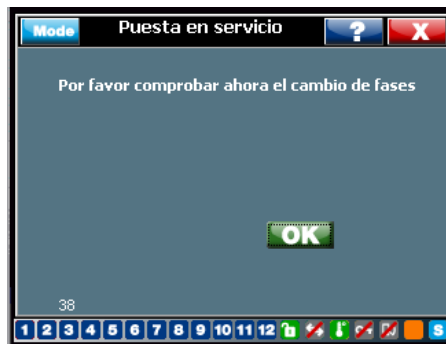 Mode Puesta en servicio ? X
Por favor comprobar ahora el cambio de fases
OK
38
1 2 3 4 5 6 7 8 9 10 11 12 S